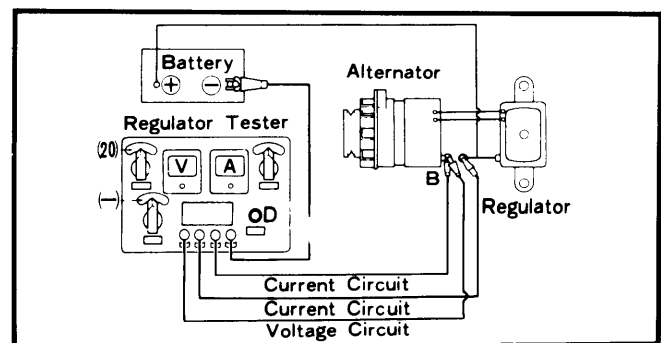 Battery
Alternator
Regulator Tester
(20)
V
A
(−)
OD
B
Regulator
Current Circuit
Current Circuit
Voltage Circuit